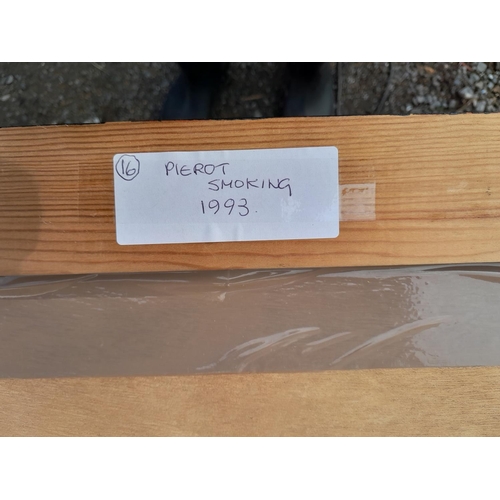 16 PIEROT
SMOKING
1993.